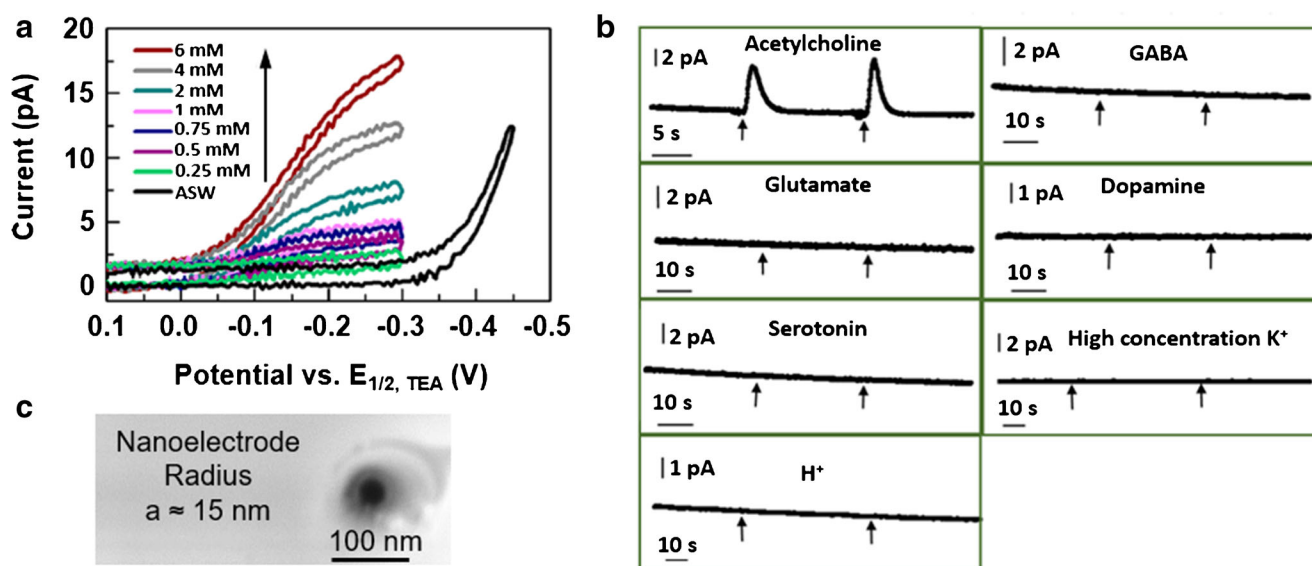 a
20
15
10
5
0
Current (pA)
6 mM
4 mM
2 mM
1 mM
0.75 mM
0.5 mM
0.25 mM
ASW
0.1 0.0 -0.1 -0.2 -0.3 -0.4 -0.5
Potential vs. E1/2, TEA (V)
b
2 pA
Acetylcholine
5 s
2 pA
GABA
10 s
2 pA
Glutamate
10 s
1 pA
Dopamine
10 s
2 pA
Serotonin
10 s
2 pA
High concentration K⁺
10 s
1 pA
H⁺
10 s
c
Nanoelectrode
Radius
a ≈ 15 nm
100 nm